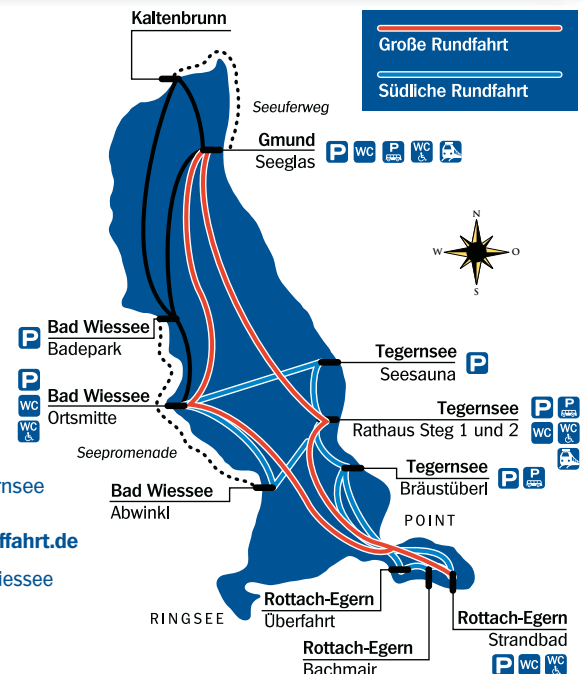 Kaltenbrunn
Große Rundfahrt
Südliche Rundfahrt
Seeuferweg
Gmund
Seeglas
P WC P WC
N
W O
S
P
Bad Wiessee
Badepark
P
WC
WC
Bad Wiessee
Ortsmitte
Seepromenade
Bad Wiessee
Abwinkl
Tegernsee
Seesauna
P
Tegernsee
Rathaus Steg 1 und 2
P P
WC WC
Tegernsee
Bräustüberl
P P
rnsee
ffahrt.de
iessee
POINT
RINGSEE
Rottach-Egern
Überfahrt
Rottach-Egern
Bachmair
Rottach-Egern
Strandbad
P WC WC